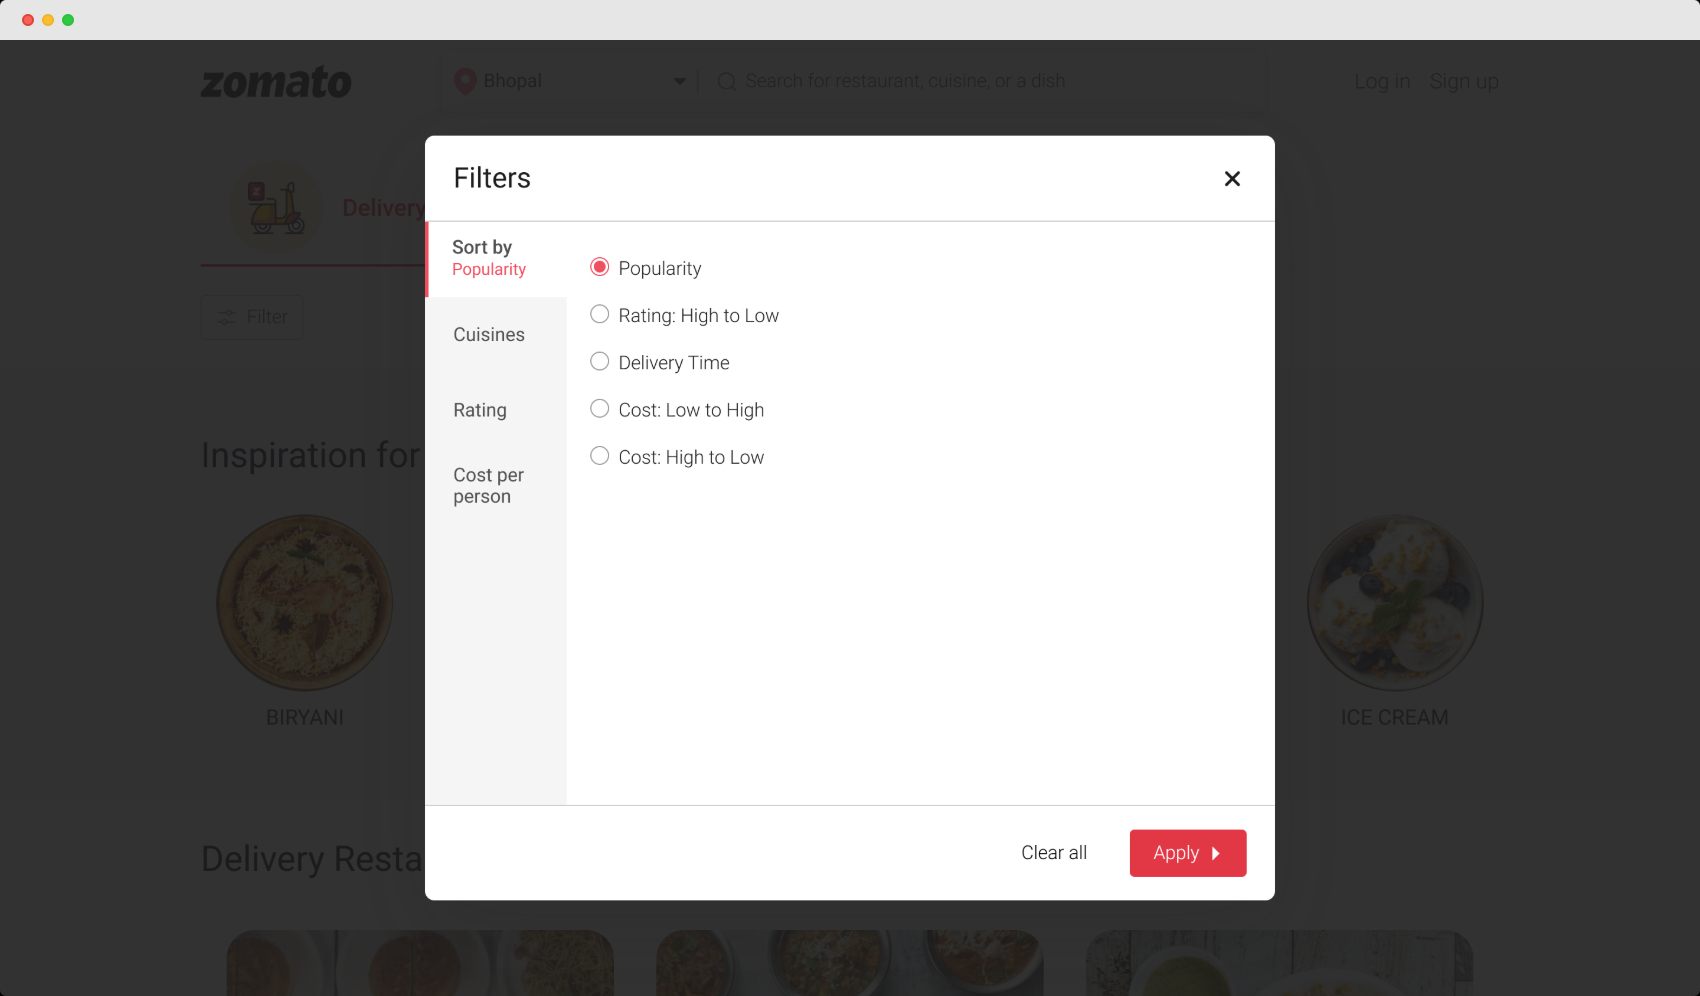 zomato
Bhopal
Search for restaurant, cuisine, or a dish
Log in
Sign up
Delivery
Filter
Filters
Sort by
Popularity
Cuisines
Rating
Cost per
person
Popularity
Rating: High to Low
Delivery Time
Cost: Low to High
Cost: High to Low
Clear all
Apply
Inspiration for
BIRYANI
ICE CREAM
Delivery Resta